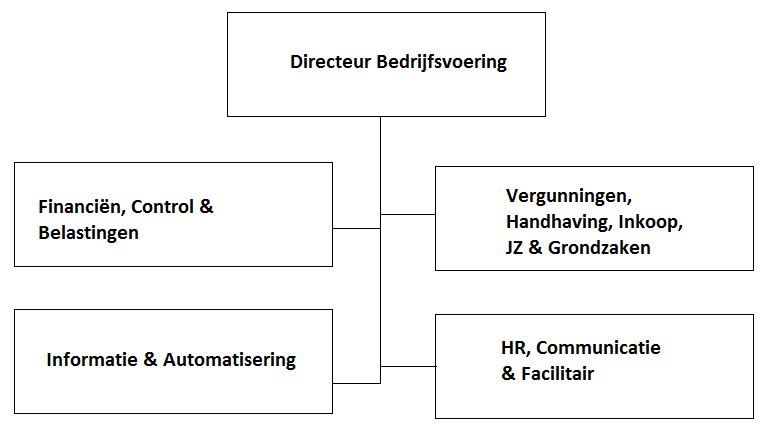 Directeur Bedrijfsvoering
Financiën, Control &
Belastingen
Vergunningen,
Handhaving, Inkoop,
JZ & Grondzaken
Informatie & Automatisering
HR, Communicatie
& Facilitair